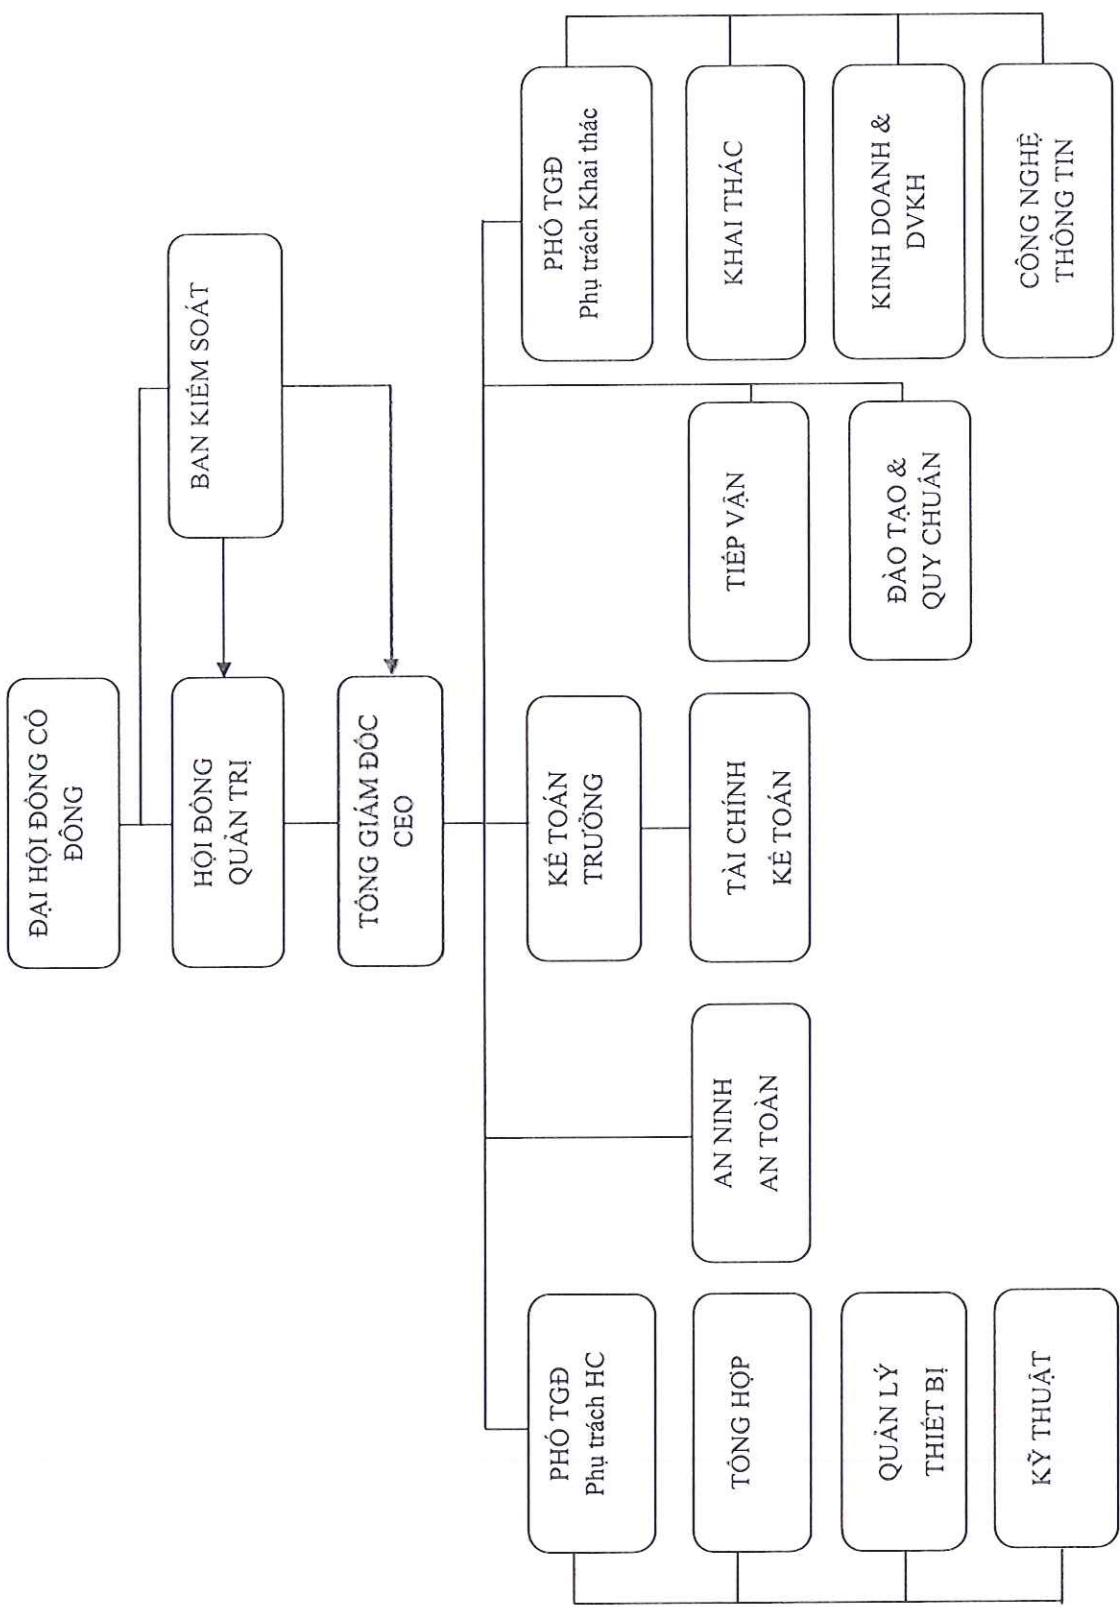 ĐẠI HỘI ĐỒNG CỔ
ĐÔNG
BAN KIỂM SOÁT
HỘI ĐỒNG
QUẢN TRỊ
TỔNG GIÁM ĐỐC
CEO
PHÓ TGĐ
Phụ trách HC
TỔNG HỢP
QUẢN LÝ
THIẾT BỊ
KỸ THUẬT
AN NINH
AN TOÀN
KẾ TOÁN
TRƯỞNG
TÀI CHÍNH
KẾ TOÁN
TIẾP VẬN
ĐÀO TẠO &
QUY CHUẨN
PHÓ TGĐ
Phụ trách Khai thác
KHAI THÁC
KINH DOANH &
DVKH
CÔNG NGHỆ
THÔNG TIN